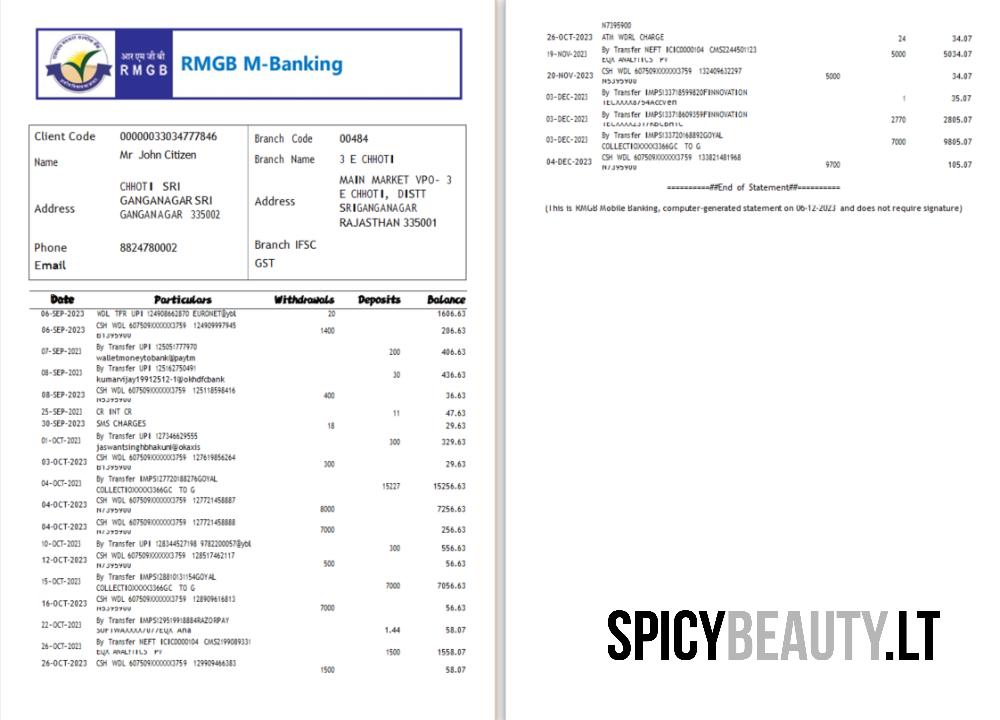 आर एम जी बी
RMGB
RMGB M-Banking
Client Code 00000033034777846
Name Mr John Citizen
Address CHHOTI SRI
GANGANAGAR SRI
GANGANAGAR 335002
Phone 8824780002
Email
Branch Code 00484
Branch Name 3 E CHHOTI
Address MAIN MARKET VPO- 3
E CHHOTI, DISTT
SRIGANGANAGAR
RAJASTHAN 335001
Branch IFSC
GST
Date Particulars Withdrawals Deposits Balance
06-SEP-2023 WDL TFR UPI 124908662870 EURONET@ybl 20 1606.63
06-SEP-2023 CSH WDL 607509XXXXXX3759 124909997945 1400 206.63
B1395900
07-SEP-2023 By Transfer UPI 125051777970 200 406.63
walletmoneytobank@paytm
08-SEP-2023 By Transfer UPI 125162750491 30 436.63
kumarvijay19912512-1@okhdfcbank
08-SEP-2023 CSH WDL 607509XXXXXX3759 125118598416 400 36.63
N5395900
25-SEP-2023 CR INT CR 11 47.63
30-SEP-2023 SMS CHARGES 18 29.63
01-OCT-2023 By Transfer UPI 127346629555 300 329.63
jaswantsinghbhakuni@okaxis
03-OCT-2023 CSH WDL 607509XXXXXX3759 127619856264 300 29.63
B1395900
04-OCT-2023 By Transfer IMPS127720188276GOYAL 15227 15256.63
COLLECTIOXXXX3366GC TO G
04-OCT-2023 CSH WDL 607509XXXXXX3759 127721458887 8000 7256.63
N7395900
04-OCT-2023 CSH WDL 607509XXXXXX3759 127721458888 7000 256.63
N7395900
10-OCT-2023 By Transfer UPI 128344527198 9782200057@ybl 300 556.63
12-OCT-2023 CSH WDL 607509XXXXXX3759 128517462117 500 56.63
N7395900
15-OCT-2023 By Transfer IMPS128810131154GOYAL 7000 7056.63
COLLECTIOXXXX3366GC TO G
16-OCT-2023 CSH WDL 607509XXXXXX3759 128909616813 7000 56.63
N5395900
22-OCT-2023 By Transfer IMPS129519918884RAZORPAY 1.44 58.07
SOFTWAXXXX7077EQX Ana
26-OCT-2023 By Transfer NEFT ICIC0000104 CMS2199089331 1500 1558.07
EQX ANALYTICS PV
26-OCT-2023 CSH WDL 607509XXXXXX3759 129909466383 1500 58.07
N7395900
26-OCT-2023 ATM WDRL CHARGE 24 34.07
19-NOV-2023 By Transfer NEFT ICIC0000104 CMS2244501123 5000 5034.07
EQX ANALYTICS PV
20-NOV-2023 CSH WDL 607509XXXXXX3759 132409632297 5000 34.07
N5395900
03-DEC-2023 By Transfer IMPS133718599820FINNOVATION 1 35.07
TECXXXX8754Accven
03-DEC-2023 By Transfer IMPS133718609359FINNOVATION 2770 2805.07
03-DEC-2023 By Transfer IMPS133720168892GOYAL 7000 9805.07
COLLECTIOXXXX3366GC TO G
04-DEC-2023 CSH WDL 607509XXXXXX3759 133821481968 9700 105.07
N7395900
==========##End of Statement##==========
(This is RMGB Mobile Banking, computer-generated statement on 06-12-2023 and does not require signature)
SPICYBEAUTY.LT